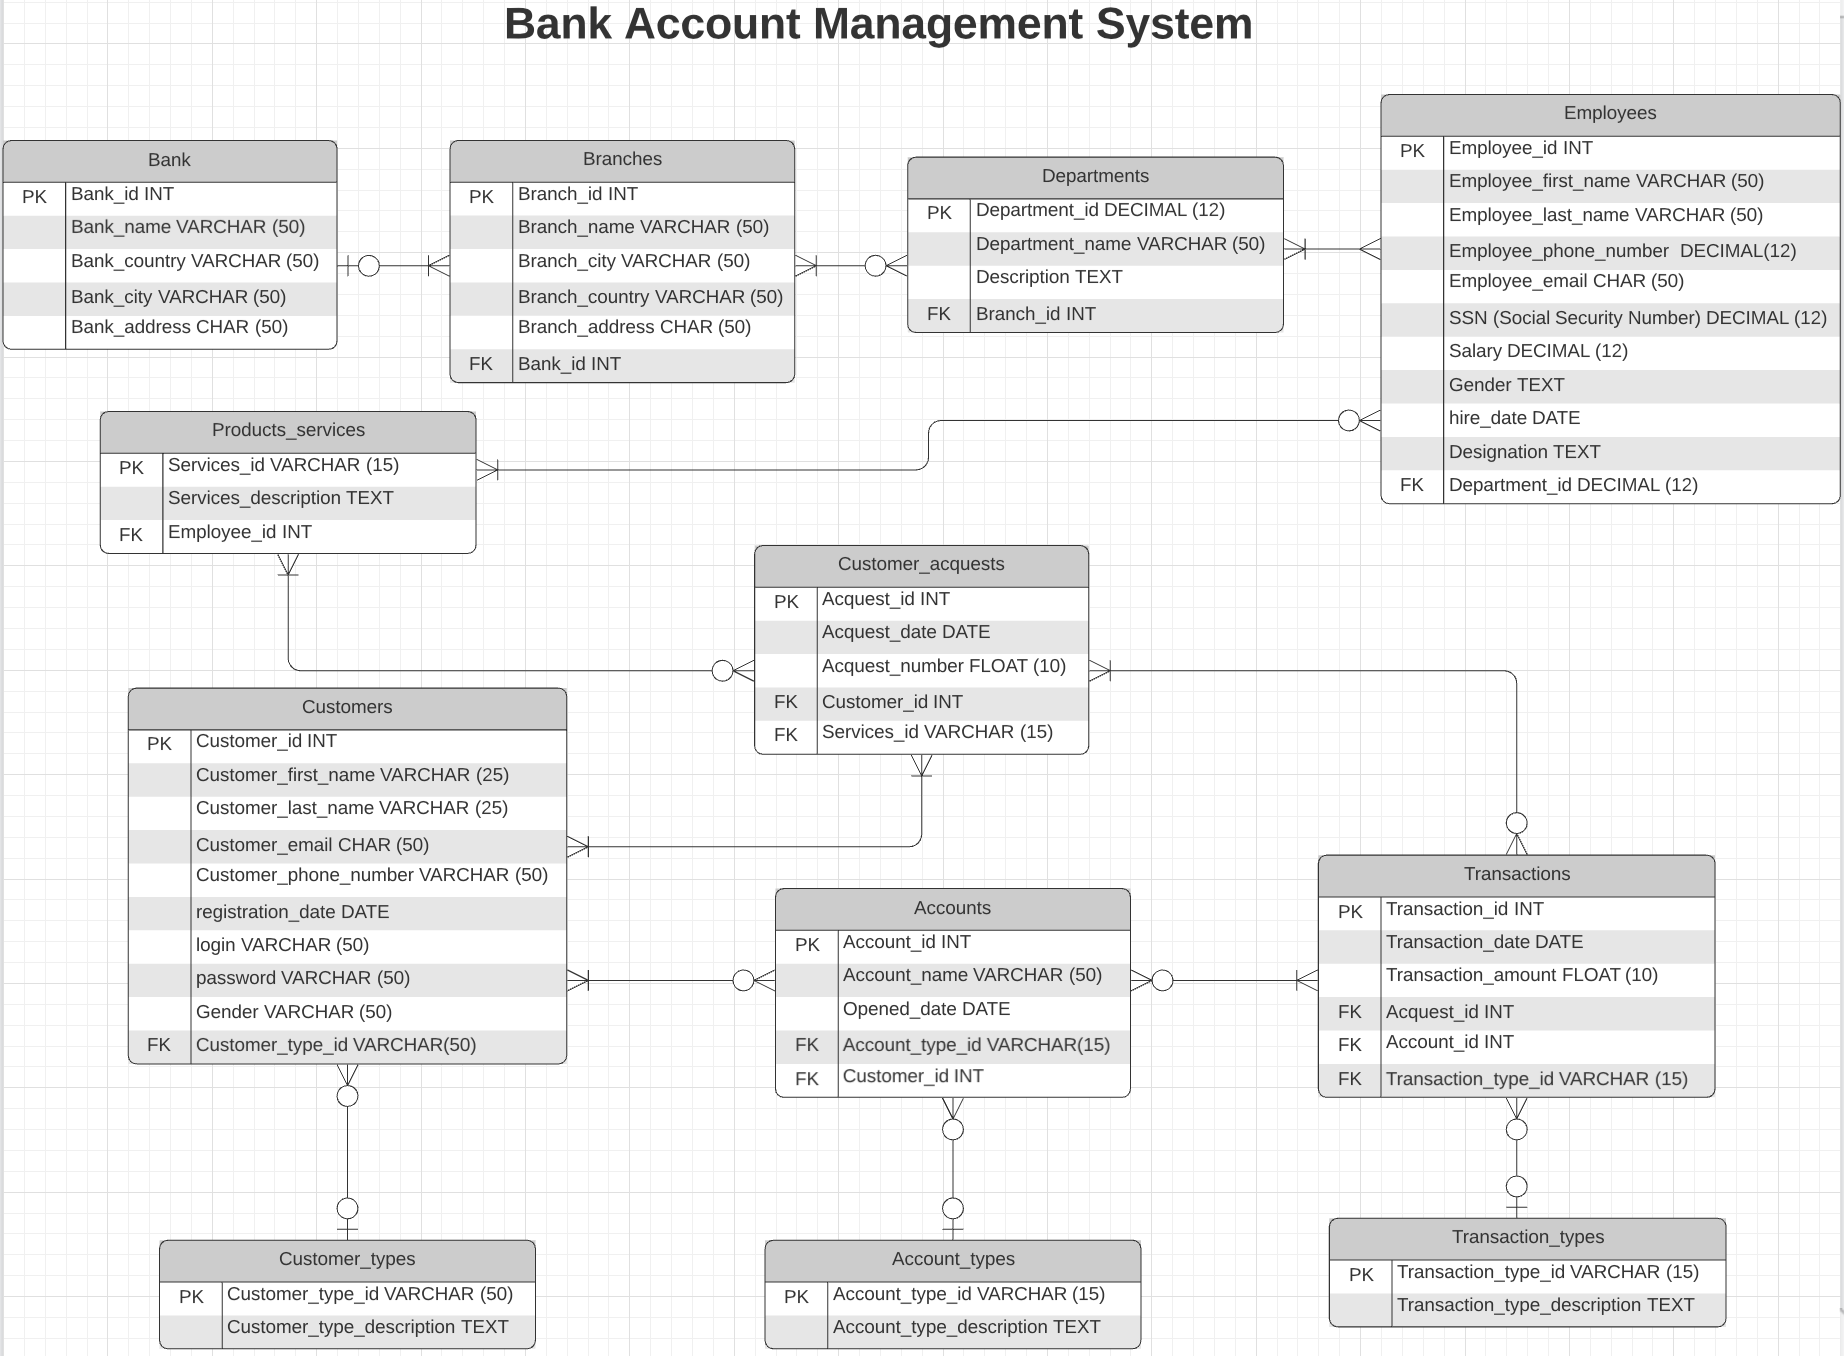 Bank Account Management System
Bank
PK Bank_id INT
Bank_name VARCHAR (50)
Bank_country VARCHAR (50)
Bank_city VARCHAR (50)
Bank_address CHAR (50)
Branches
PK Branch_id INT
Branch_name VARCHAR (50)
Branch_city VARCHAR (50)
Branch_country VARCHAR (50)
Branch_address CHAR (50)
FK Bank_id INT
Departments
PK Department_id DECIMAL (12)
Department_name VARCHAR (50)
Description TEXT
FK Branch_id INT
Employees
PK Employee_id INT
Employee_first_name VARCHAR (50)
Employee_last_name VARCHAR (50)
Employee_phone_number DECIMAL(12)
Employee_email CHAR (50)
SSN (Social Security Number) DECIMAL (12)
Salary DECIMAL (12)
Gender TEXT
hire_date DATE
Designation TEXT
FK Department_id DECIMAL (12)
Products_services
PK Services_id VARCHAR (15)
Services_description TEXT
FK Employee_id INT
Customer_acquests
PK Acquest_id INT
Acquest_date DATE
Acquest_number FLOAT (10)
FK Customer_id INT
FK Services_id VARCHAR (15)
Customers
PK Customer_id INT
Customer_first_name VARCHAR (25)
Customer_last_name VARCHAR (25)
Customer_email CHAR (50)
Customer_phone_number VARCHAR (50)
registration_date DATE
login VARCHAR (50)
password VARCHAR (50)
Gender VARCHAR (50)
FK Customer_type_id VARCHAR(50)
Accounts
PK Account_id INT
Account_name VARCHAR (50)
Opened_date DATE
FK Account_type_id VARCHAR(15)
FK Customer_id INT
Transactions
PK Transaction_id INT
Transaction_date DATE
Transaction_amount FLOAT (10)
FK Acquest_id INT
FK Account_id INT
FK Transaction_type_id VARCHAR (15)
Customer_types
PK Customer_type_id VARCHAR (50)
Customer_type_description TEXT
Account_types
PK Account_type_id VARCHAR (15)
Account_type_description TEXT
Transaction_types
PK Transaction_type_id VARCHAR (15)
Transaction_type_description TEXT